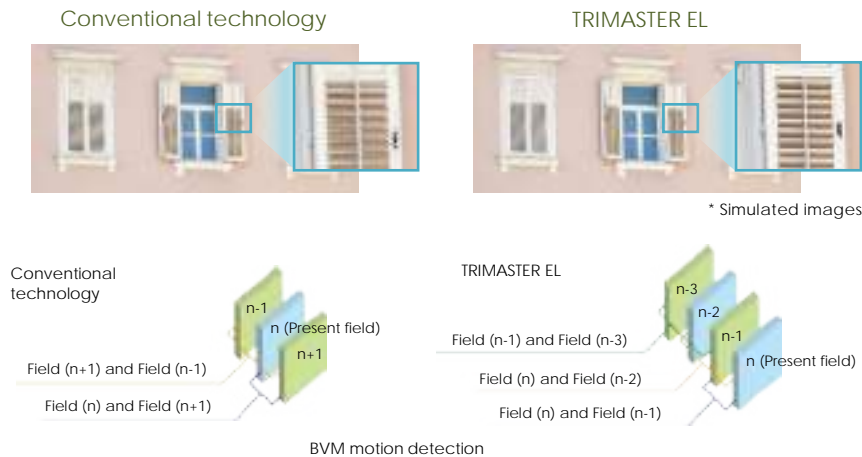 Conventional technology
TRIMASTER EL
* Simulated images
Conventional
technology
n-1
n (Present field)
n+1
Field (n+1) and Field (n-1)
Field (n) and Field (n+1)
TRIMASTER EL
n-3
n-2
n-1
n (Present field)
Field (n-1) and Field (n-3)
Field (n) and Field (n-2)
Field (n) and Field (n-1)
BVM motion detection